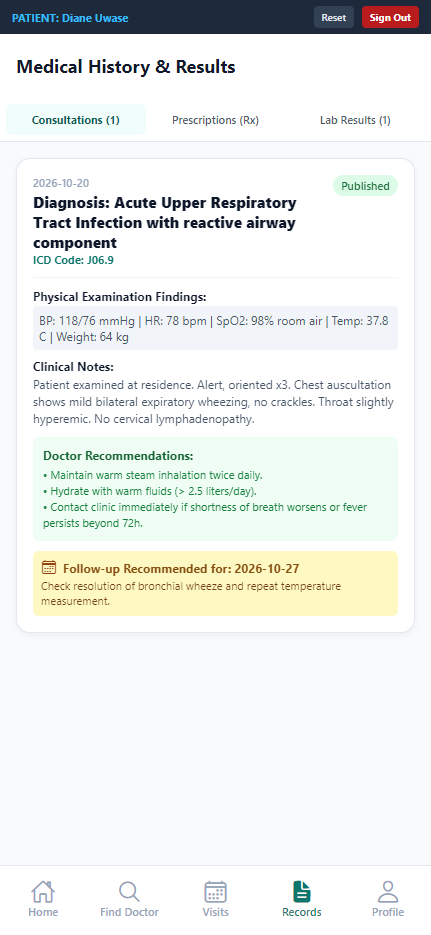 PATIENT: Diane Uwase
Reset
Sign Out
Medical History & Results
Consultations (1)
Prescriptions (Rx)
Lab Results (1)
2026-10-20
Published
Diagnosis: Acute Upper Respiratory
Tract Infection with reactive airway
component
ICD Code: J06.9
Physical Examination Findings:
BP: 118/76 mmHg | HR: 78 bpm | SpO2: 98% room air | Temp: 37.8
C | Weight: 64 kg
Clinical Notes:
Patient examined at residence. Alert, oriented x3. Chest auscultation
shows mild bilateral expiratory wheezing, no crackles. Throat slightly
hyperemic. No cervical lymphadenopathy.
Doctor Recommendations:
• Maintain warm steam inhalation twice daily.
• Hydrate with warm fluids (> 2.5 liters/day).
• Contact clinic immediately if shortness of breath worsens or fever
persists beyond 72h.
Follow-up Recommended for: 2026-10-27
Check resolution of bronchial wheeze and repeat temperature
measurement.
Home
Find Doctor
Visits
Records
Profile